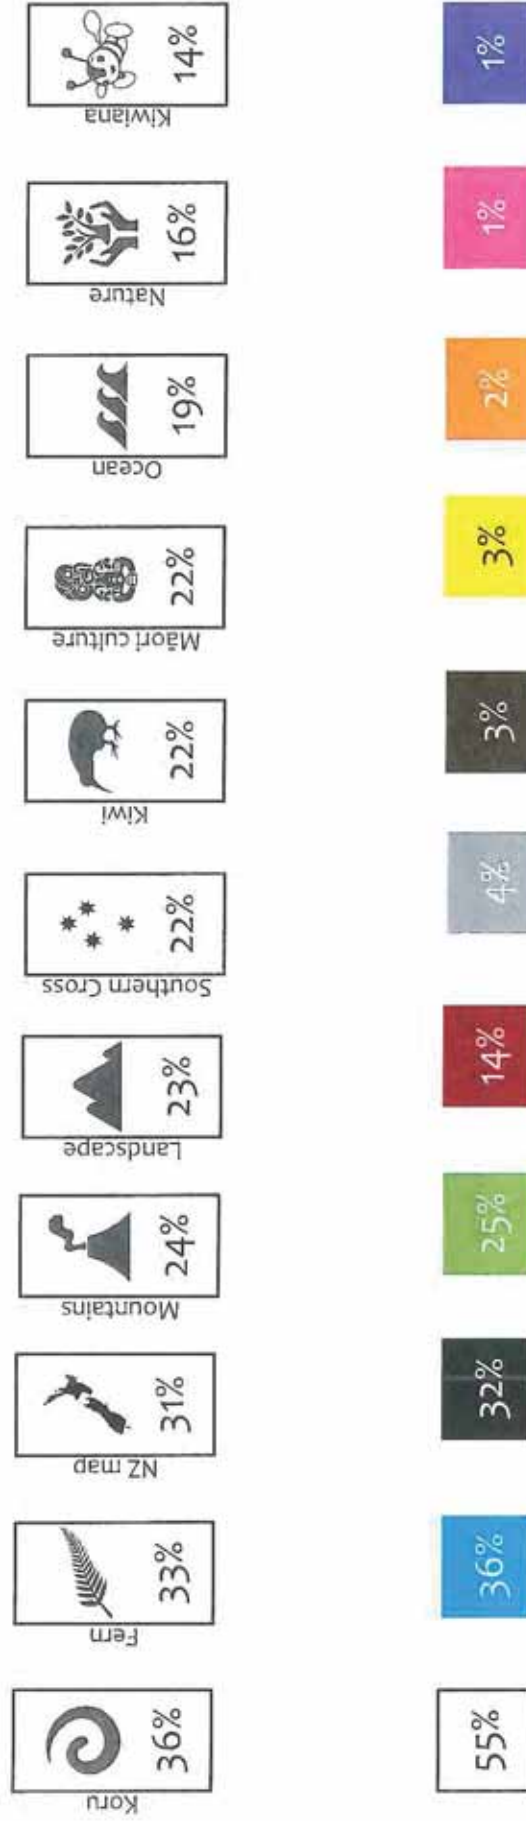 Koru
36%
Fern
33%
NZ map
31%
Mountains
24%
Landscape
23%
Southern Cross
22%
Kiwi
22%
Māori culture
22%
Ocean
19%
Nature
16%
Kiwiana
14%
55%
36%
32%
25%
14%
4%
3%
3%
2%
1%
1%